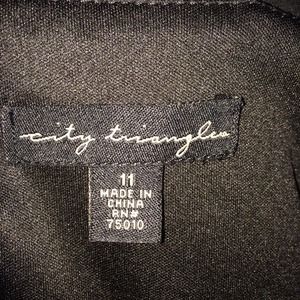 city triangles
11
MADE IN
CHINA
RN#
75010